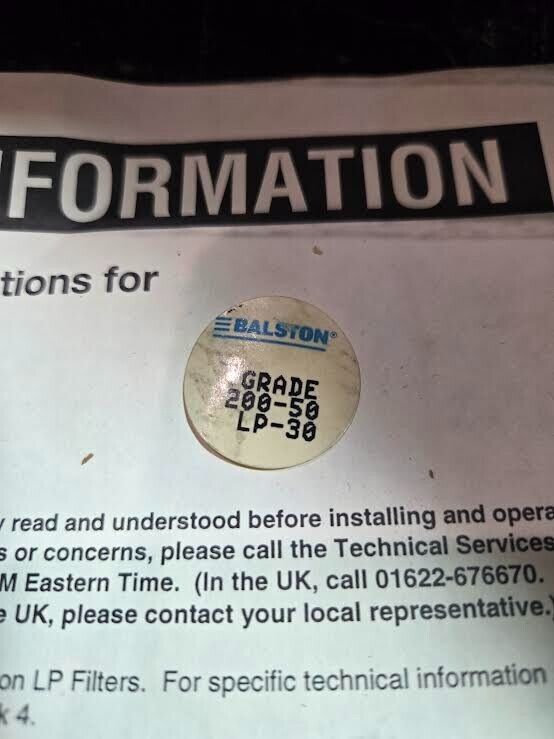 FORMATION
tions for
BALSTON®
GRADE
200-50
LP-30
read and understood before installing and opera
s or concerns, please call the Technical Services
M Eastern Time. (In the UK, call 01622-676670.
e UK, please contact your local representative.)
on LP Filters. For specific technical information
k 4.